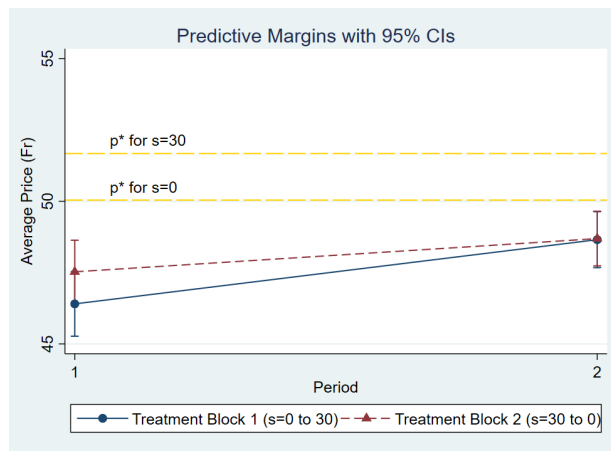 Predictive Margins with 95% CIs
55
p* for s=30
p* for s=0
50
45
Average Price (Fr)
1
2
Period
Treatment Block 1 (s=0 to 30)
Treatment Block 2 (s=30 to 0)